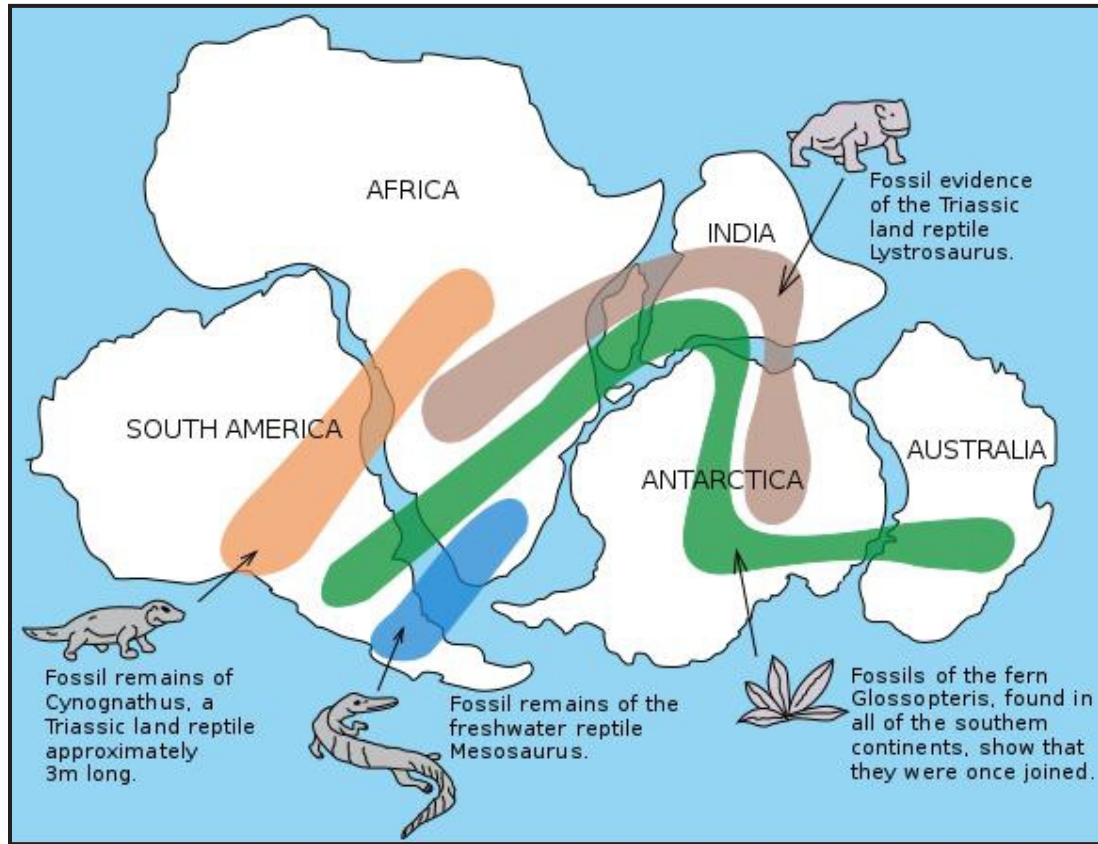 AFRICA
INDIA
Fossil evidence
of the Triassic
land reptile
Lystrosaurus.
SOUTH AMERICA
ANTARCTICA
AUSTRALIA
Fossil remains of
Cynognathus, a
Triassic land reptile
approximately
3m long.
Fossil remains of the
freshwater reptile
Mesosaurus.
Fossils of the fern
Glossopteris, found in
all of the southem
continents, show that
they were once joined.